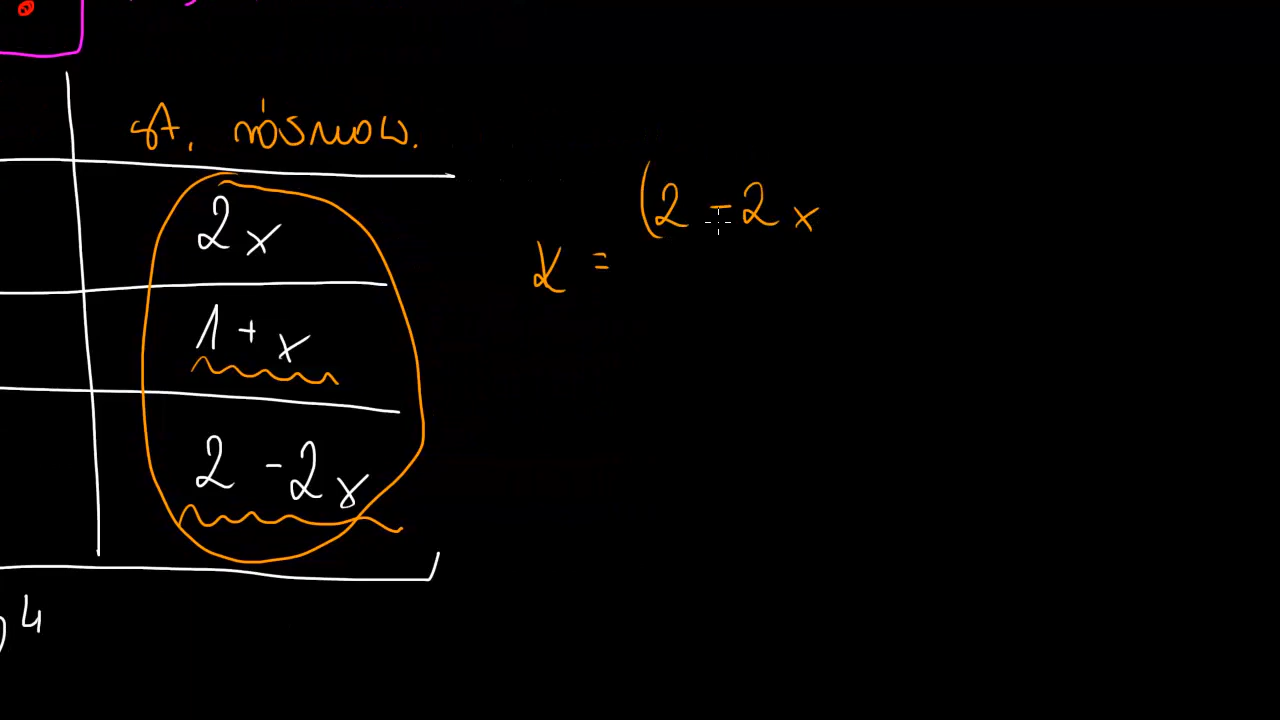 st. równow.
2x
1 + x
2 - 2x
K = (2 - 2x
4